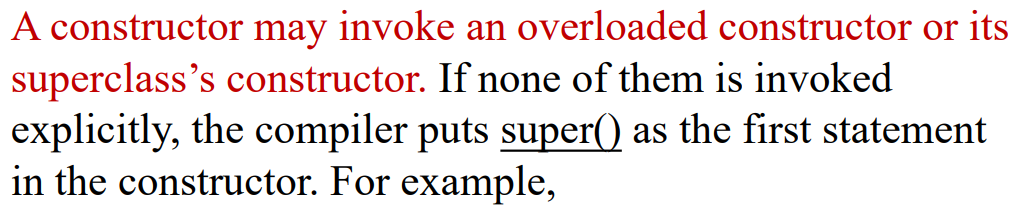 A constructor may invoke an overloaded constructor or its
superclass’s constructor. If none of them is invoked
explicitly, the compiler puts super() as the first statement
in the constructor. For example,